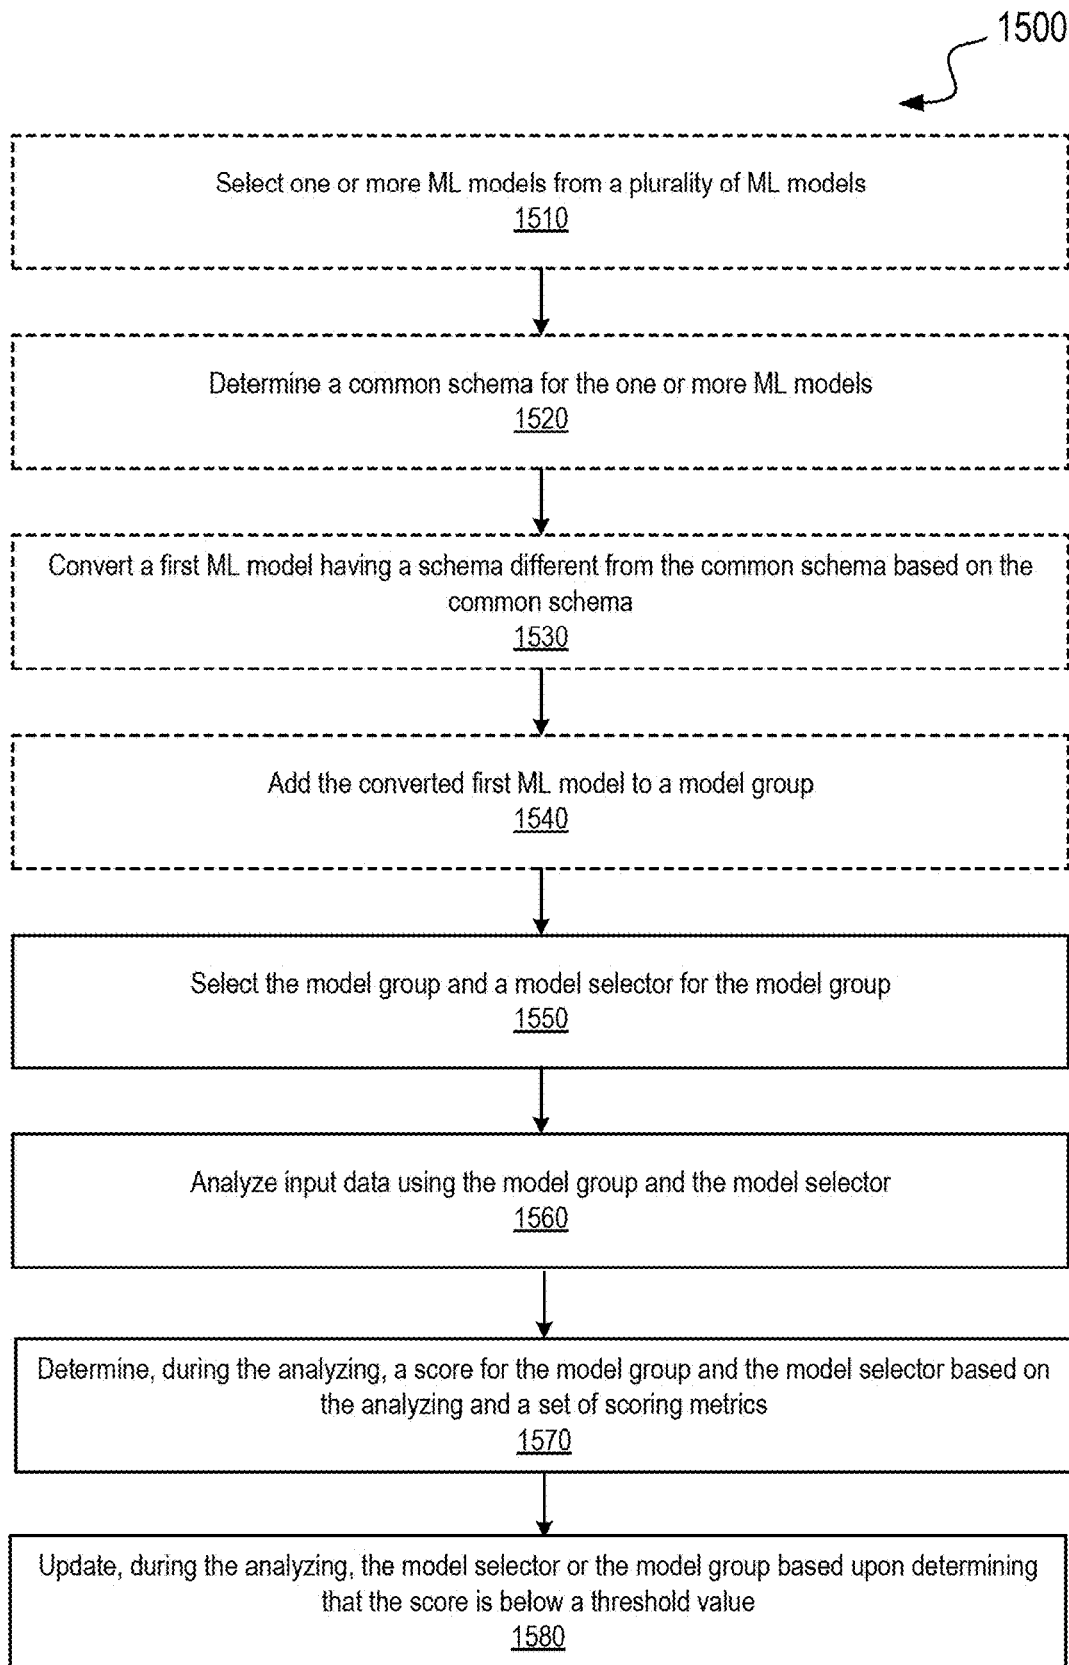 1500
Select one or more ML models from a plurality of ML models
1510
Determine a common schema for the one or more ML models
1520
Convert a first ML model having a schema different from the common schema based on the
common schema
1530
Add the converted first ML model to a model group
1540
Select the model group and a model selector for the model group
1550
Analyze input data using the model group and the model selector
1560
Determine, during the analyzing, a score for the model group and the model selector based on
the analyzing and a set of scoring metrics
1570
Update, during the analyzing, the model selector or the model group based upon determining
that the score is below a threshold value
1580